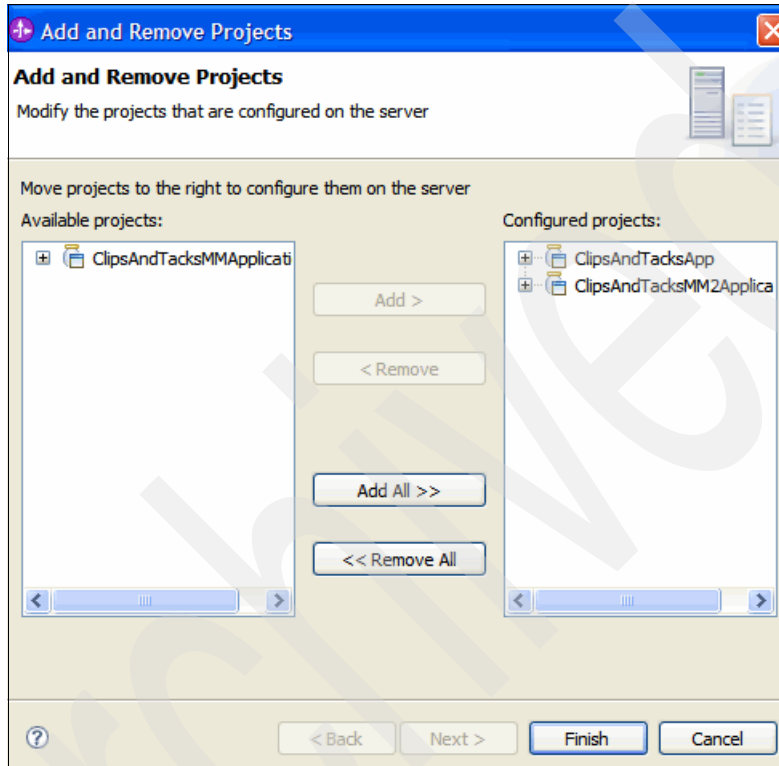 Add and Remove Projects
Add and Remove Projects
Modify the projects that are configured on the server
Move projects to the right to configure them on the server
Available projects:
Configured projects:
ClipsAndTacksMMApplicati
ClipsAndTacksApp
ClipsAndTacksMM2Applica
Add >
< Remove
Add All >>
<< Remove All
< Back
Next >
Finish
Cancel